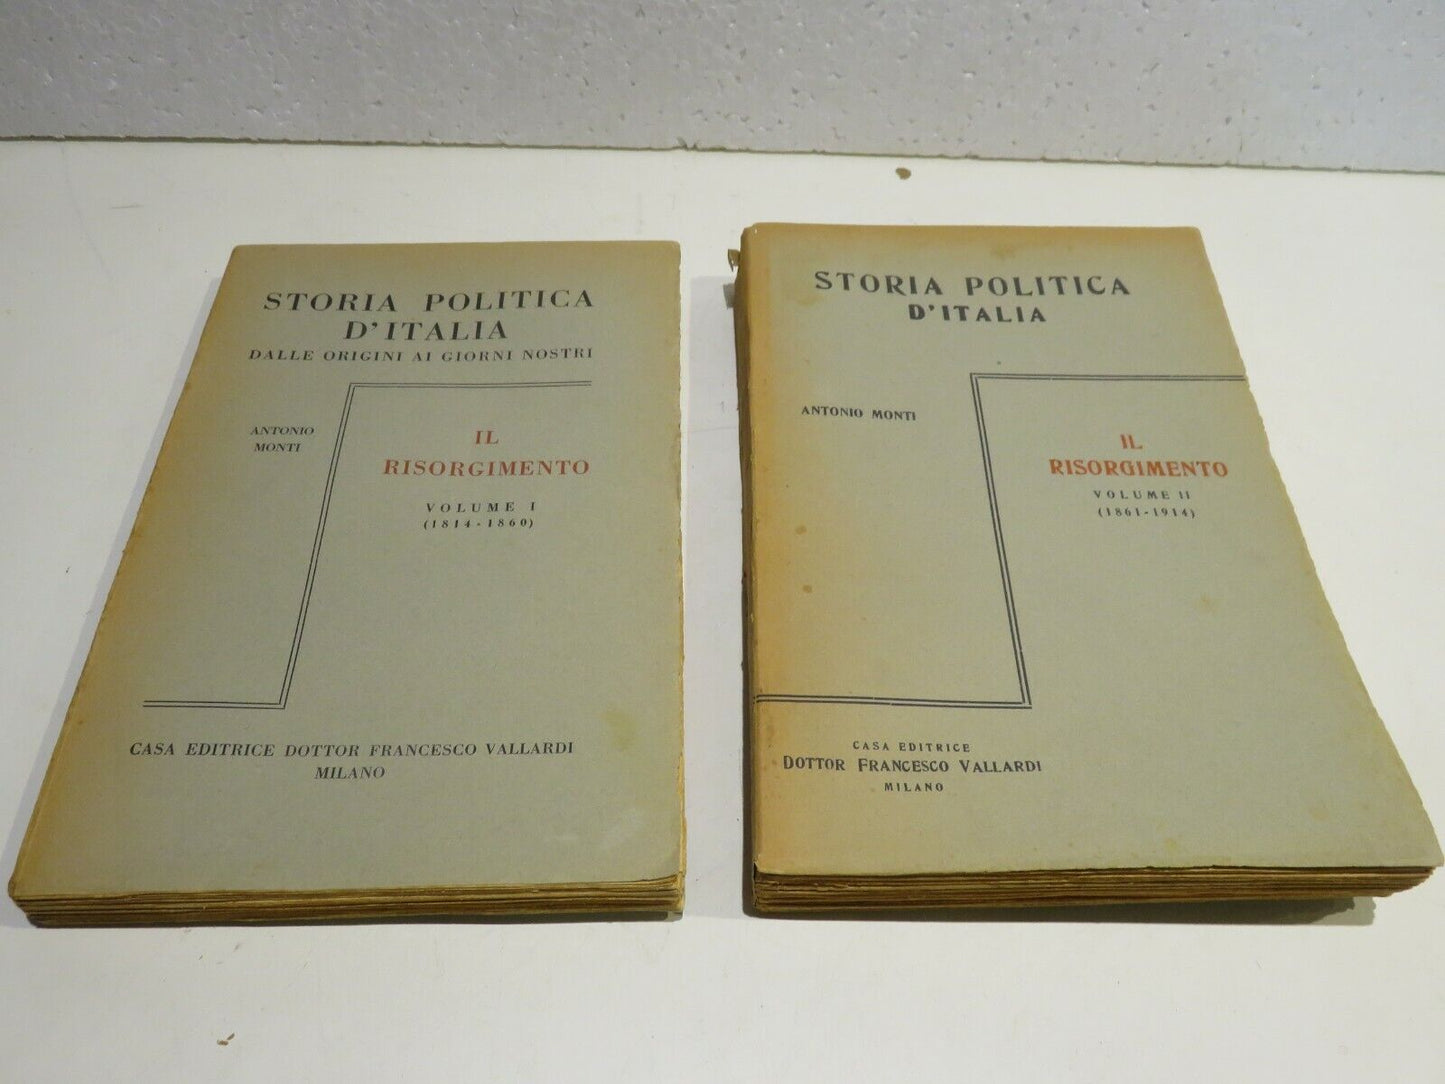 STORIA POLITICA
D'ITALIA
DALLE ORIGINI AI GIORNI NOSTRI
ANTONIO
MONTI
IL
RISORGIMENTO
VOLUME I
(1814-1860)
CASA EDITRICE DOTTOR FRANCESCO VALLARDI
MILANO
STORIA POLITICA
D'ITALIA
ANTONIO MONTI
IL
RISORGIMENTO
VOLUME II
(1861-1914)
CASA EDITRICE
DOTTOR FRANCESCO VALLARDI
MILANO